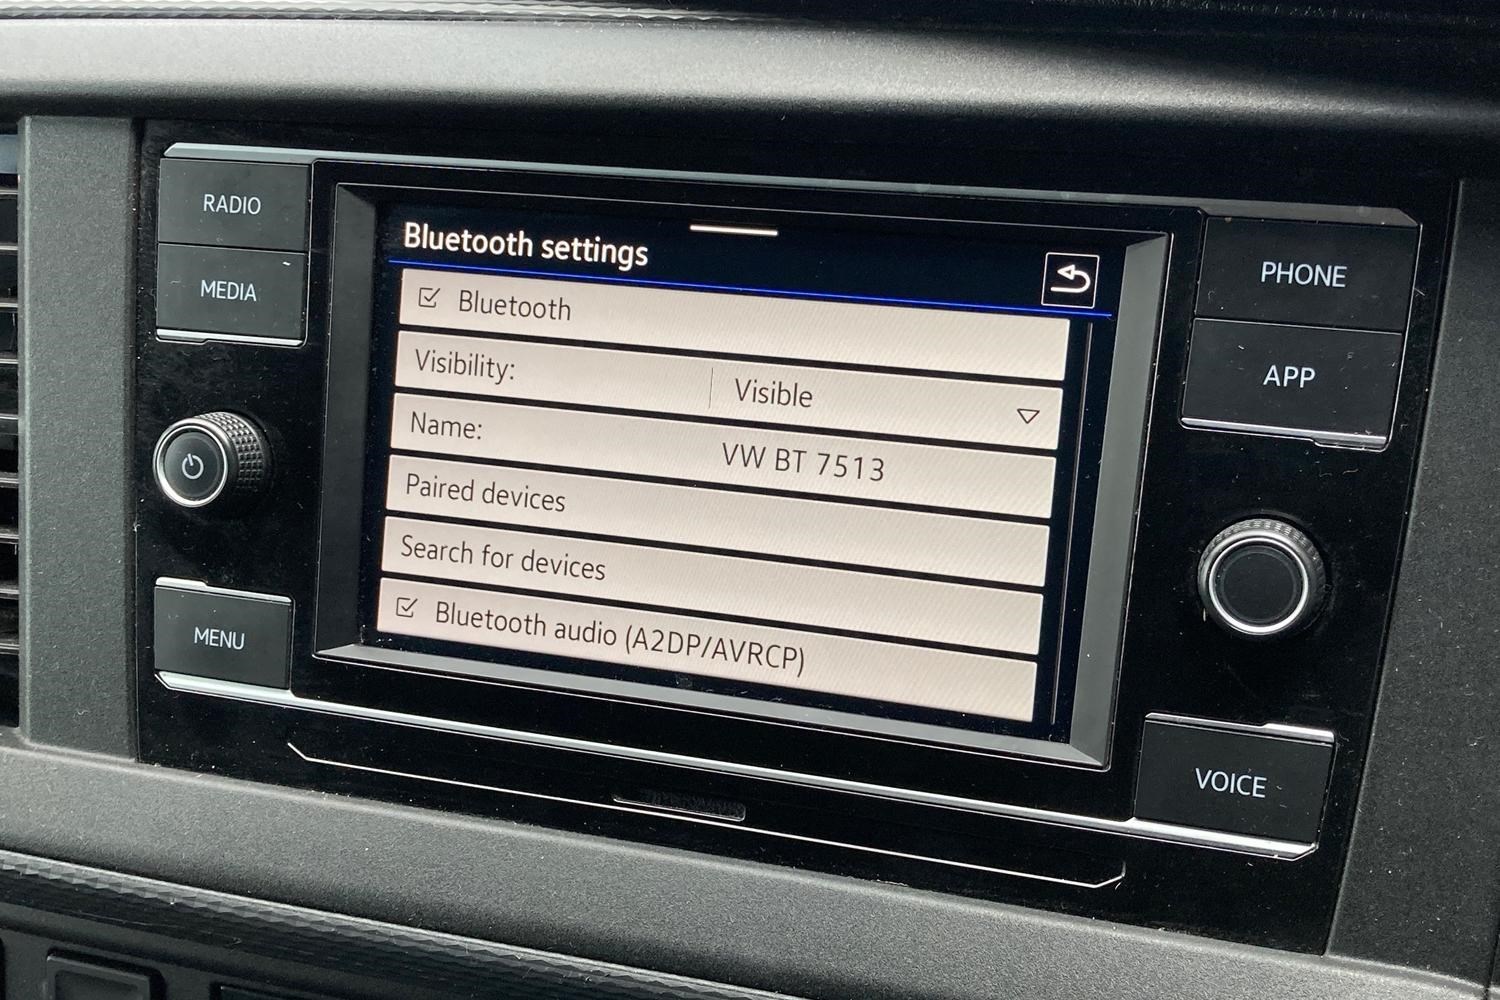 RADIO
MEDIA
MENU
Bluetooth settings
Bluetooth
Visibility: Visible
Name: VW BT 7513
Paired devices
Search for devices
Bluetooth audio (A2DP/AVRCP)
PHONE
APP
VOICE